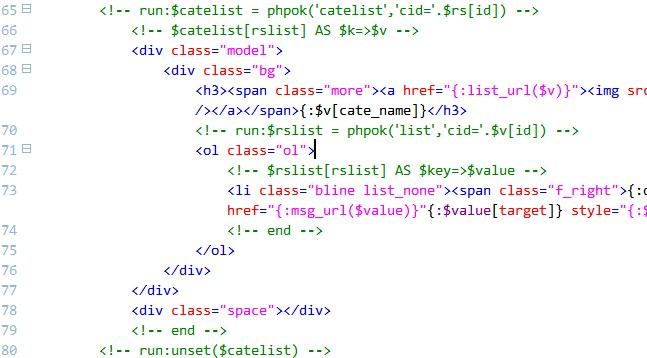 65 <!-- run:$catelist = phpok('catelist','cid='.$rs[id]) -->
66 <!-- $catelist[rslist] AS $k=>$v -->
67 <div class="model">
68 <div class="bg">
69 <h3><span class="more"><a href="{:list_url($v)}"><img src
/></a></span>{:$v[cate_name]}</h3>
70 <!-- run:$rslist = phpok('list','cid='.$v[id]) -->
71 <ol class="ol">
72 <!-- $rslist[rslist] AS $key=>$value -->
73 <li class="bline list_none"><span class="f_right">{:
href="{:msg_url($value)}"{:$value[target]} style="{:$
74 <!-- end -->
75 </ol>
76 </div>
77 </div>
78 <div class="space"></div>
79 <!-- end -->
80 <!-- run:unset($catelist) -->